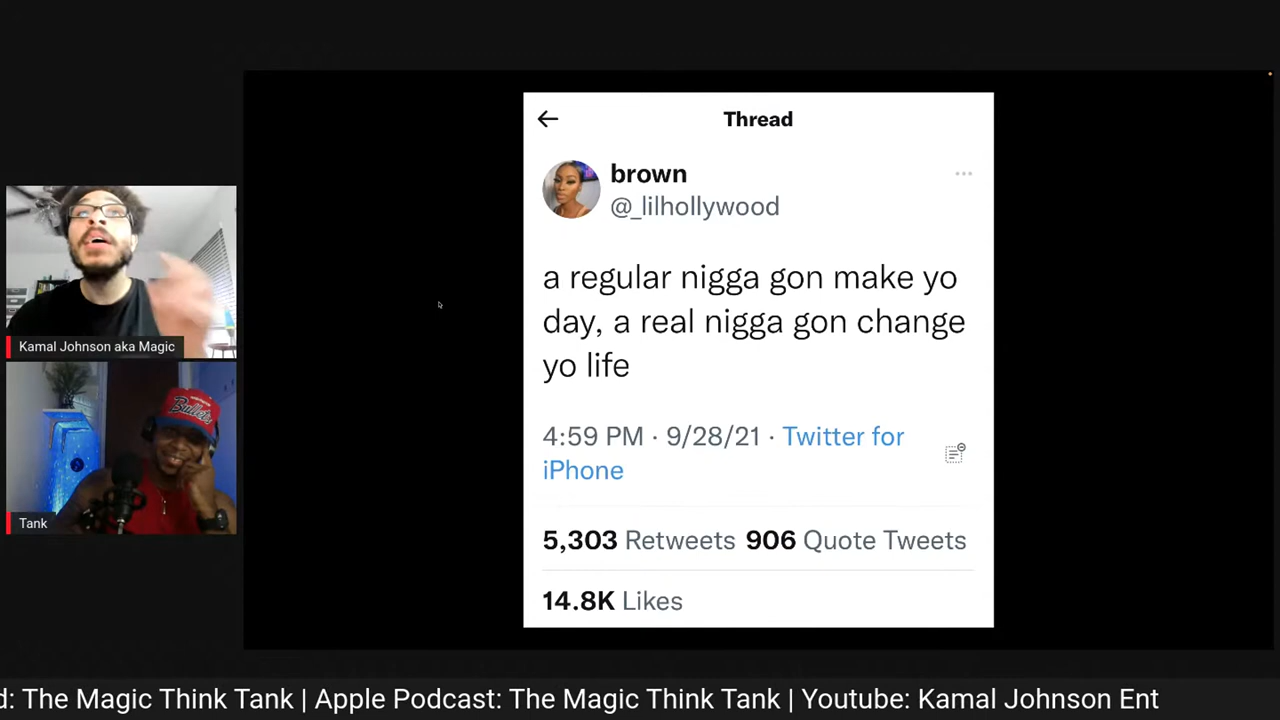 Thread
brown
@_lilhollywood
a regular nigga gon make yo
day, a real nigga gon change
yo life
4:59 PM · 9/28/21 · Twitter for
iPhone
5,303 Retweets 906 Quote Tweets
14.8K Likes
Kamal Johnson aka Magic
Bullets
Tank
d: The Magic Think Tank | Apple Podcast: The Magic Think Tank | Youtube: Kamal Johnson Ent